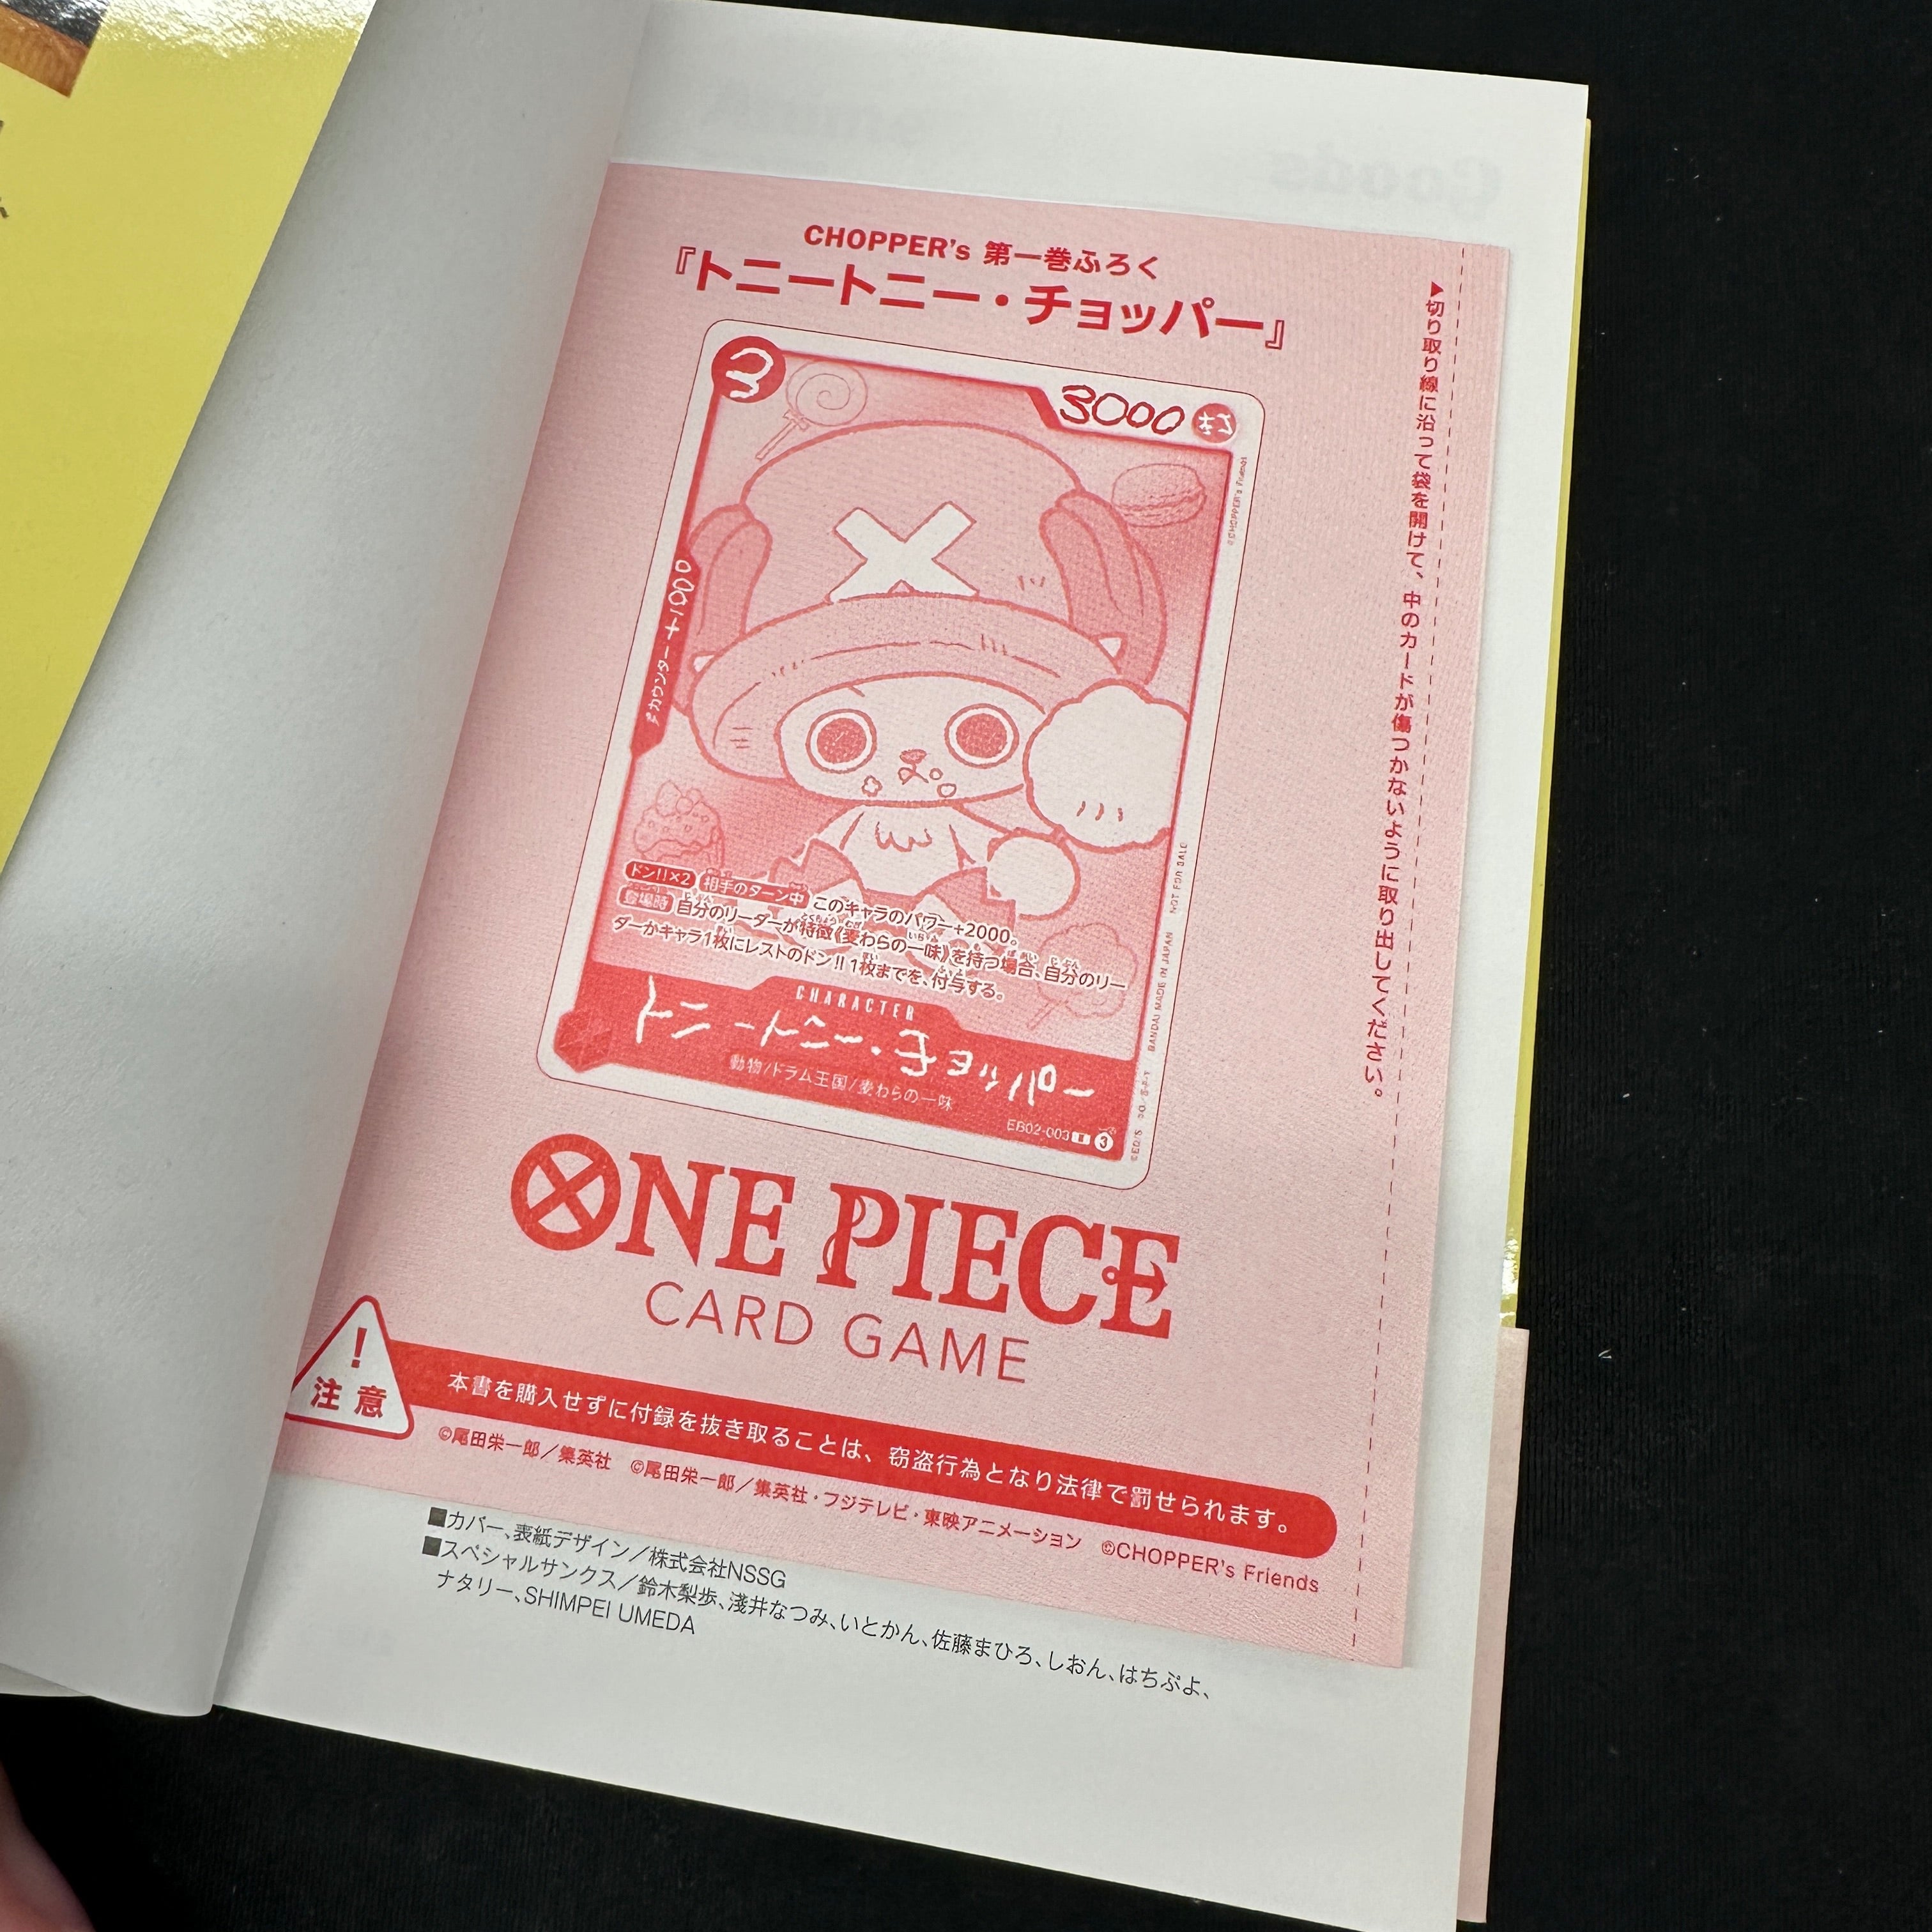 CHOPPER's 第一巻ふろく
『トニートニー・チョッパー』
▶切り取り線に沿って袋を開けて、中のカードが傷つかないように取り出してください。
3
3000
カウンター +1000
ドン!!×2 相手のターン中 このキャラのパワー+2000。
登場時 自分のリーダーが特徴《麦わらの一味》を持つ場合、自分のリー
ダーかキャラ1枚にレストのドン!!1枚までを、付与する。
CHARACTER
トニートニー・チョッパー
動物/ドラム王国/麦わらの一味
EB02-003
3
BANDAI MADE IN JAPAN NOT FOR SALE
©CHOPPER's Friends
ONE PIECE
CARD GAME
!
注意
本書を購入せずに付録を抜き取ることは、窃盗行為となり法律で罰せられます。
©尾田栄一郎／集英社 ©尾田栄一郎／集英社・フジテレビ・東映アニメーション ©CHOPPER's Friends
■カバー、表紙デザイン／株式会社NSSG
■スペシャルサンクス／鈴木梨歩、淺井なつみ、いとかん、佐藤まひろ、しおん、はちぷよ、
ナタリー、SHIMPEI UMEDA